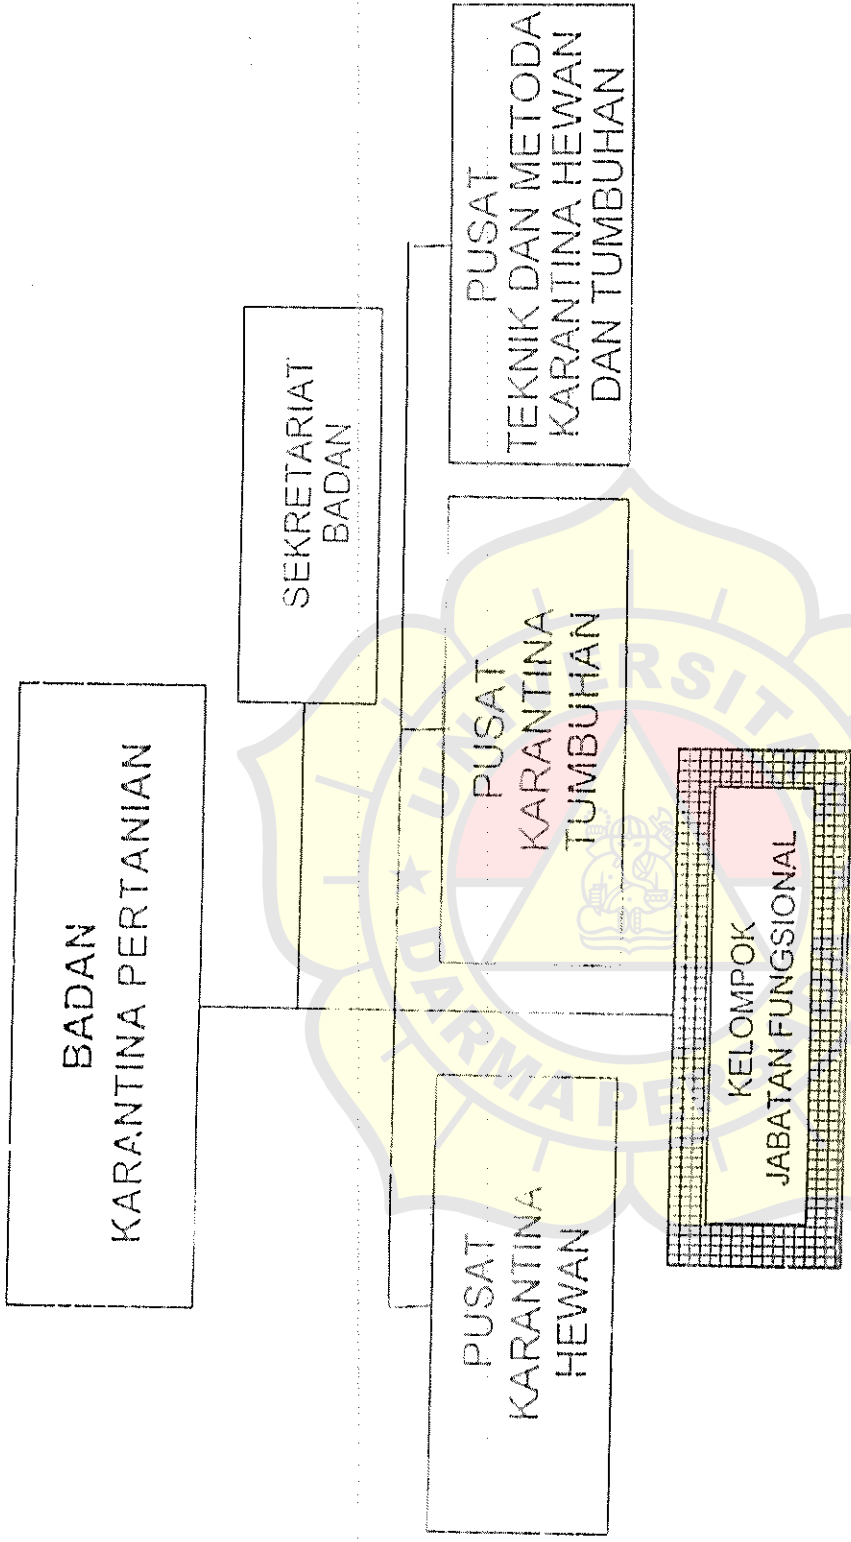 BADAN
KARANTINA PERTANIAN
SEKRETARIAT
BADAN
PUSAT
KARANTINA
HEWAN
PUSAT
KARANTINA
TUMBUHAN
PUSAT
TEKNIK DAN METODA
KARANTINA HEWAN
DAN TUMBUHAN
KELOMPOK
JABATAN FUNGSIONAL